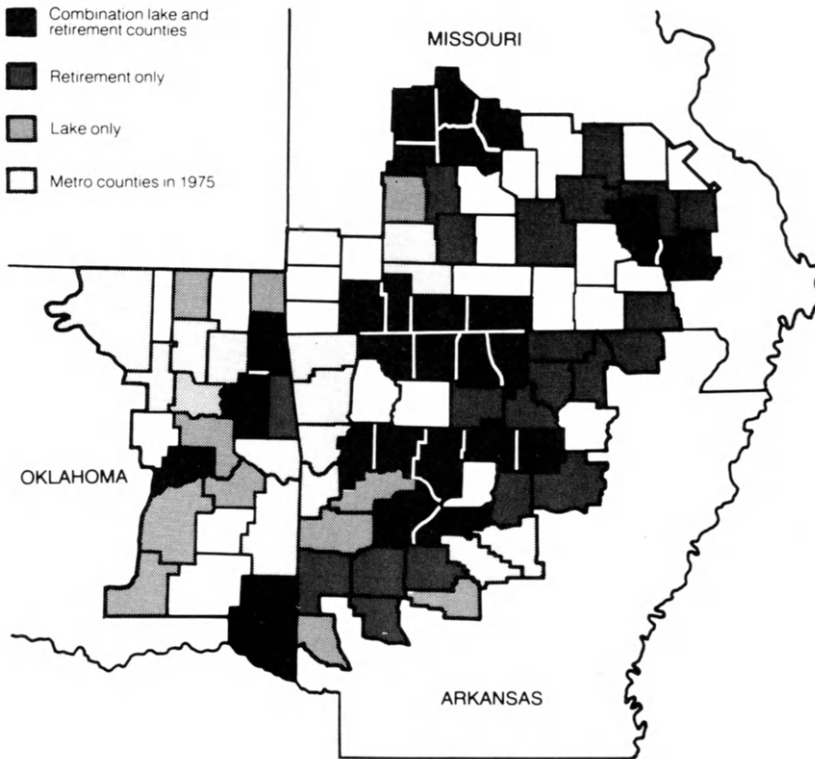 Combination lake and
retirement counties
Retirement only
Lake only
Metro counties in 1975
MISSOURI
OKLAHOMA
ARKANSAS